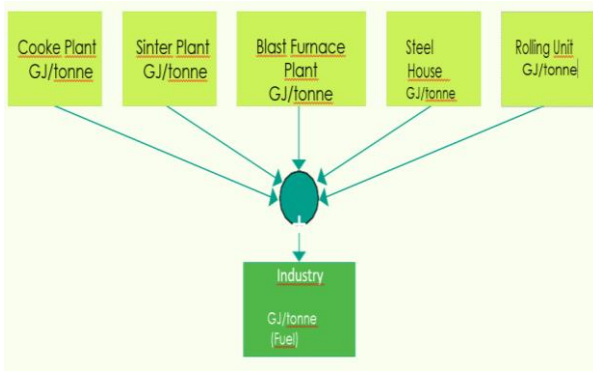 Cooke Plant
GJ/tonne
Sinter Plant
GJ/tonne
Blast Furnace
Plant
GJ/tonne
Steel
House
GJ/tonne
Rolling Unit
GJ/tonne
Industry
GJ/tonne
(Fuel)